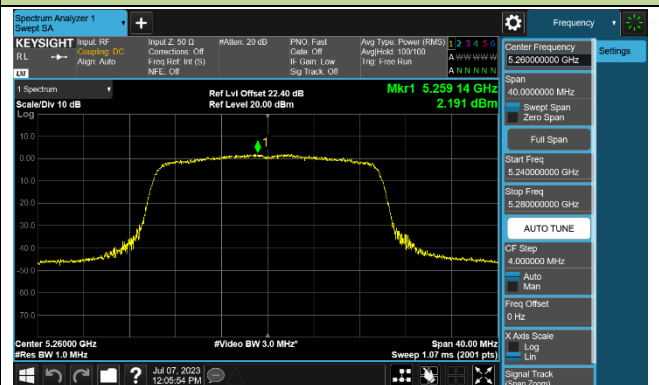 Spectrum Analyzer 1
Swept SA
+
Frequency
KEYSIGHT
RL
LXI
Input: RF
Coupling: DC
Align: Auto
Input Z: 50 Ω
Corrections: Off
Freq Ref: Int (S)
NFE: Off
#Atten: 20 dB
PNO: Fast
Gate: Off
IF Gain: Low
Sig Track: Off
Avg Type: Power (RMS)
Avg|Hold: 100/100
Trig: Free Run
1 2 3 4 5 6
A W W W W W
A N N N N N
1 Spectrum
Scale/Div 10 dB
Log
Ref Lvl Offset 22.40 dB
Ref Level 20.00 dBm
Mkr1 5.259 14 GHz
2.191 dBm
1
10.0
0.00
-10.0
-20.0
-30.0
-40.0
-50.0
-60.0
-70.0
Center 5.26000 GHz
#Res BW 1.0 MHz
#Video BW 3.0 MHz*
Span 40.00 MHz
Sweep 1.07 ms (2001 pts)
Jul 07, 2023
12:05:54 PM
Center Frequency
5.260000000 GHz
Settings
Span
40.0000000 MHz
Swept Span
Zero Span
Full Span
Start Freq
5.240000000 GHz
Stop Freq
5.280000000 GHz
AUTO TUNE
CF Step
4.000000 MHz
Auto
Man
Freq Offset
0 Hz
X Axis Scale
Log
Lin
Signal Track
(Span Zoom)